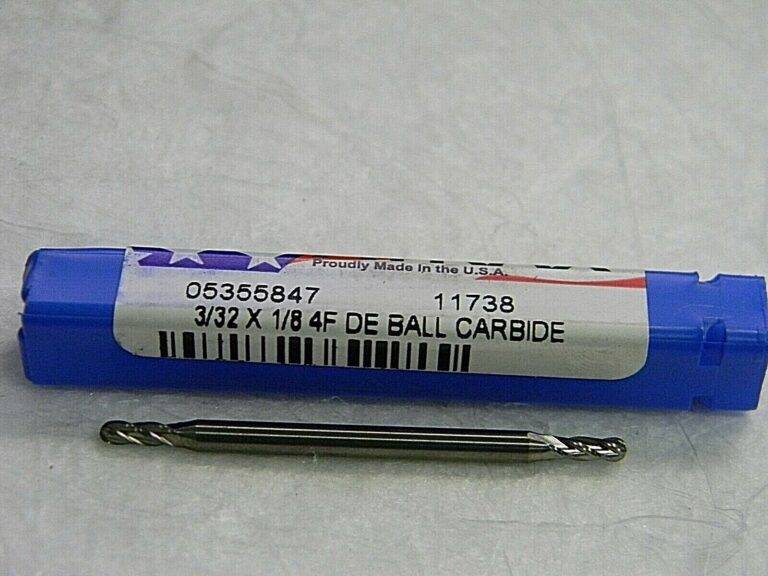 Proudly Made In the U.S.A.
05355847 11738
3/32 X 1/8 4F DE BALL CARBIDE